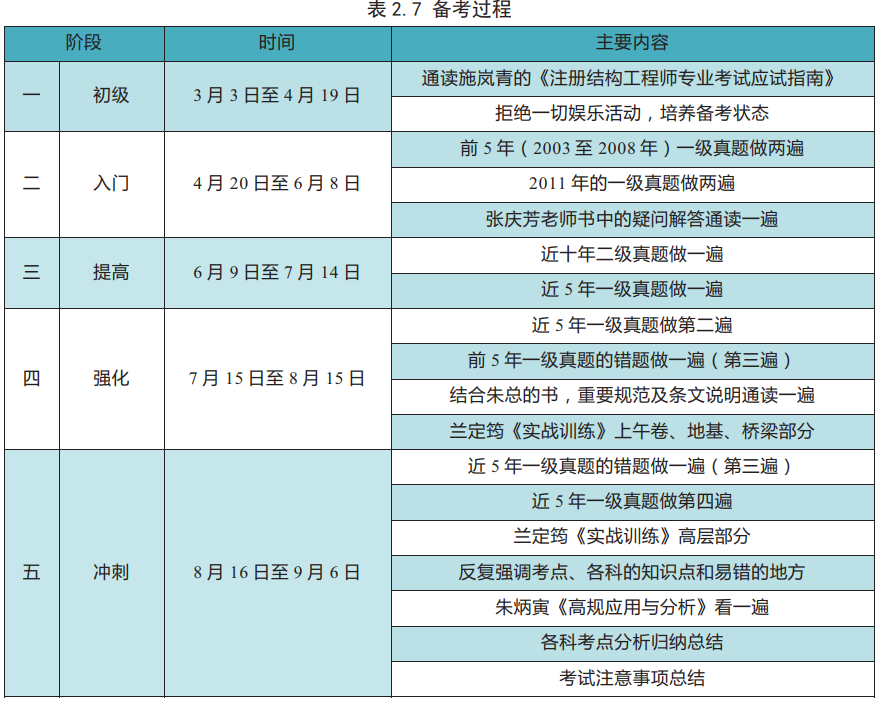 表 2.7 备考过程
阶段 时间 主要内容
一 初级 3 月 3 日至 4 月 19 日
通读施岚青的《注册结构工程师专业考试应试指南》
拒绝一切娱乐活动，培养备考状态
二 入门 4 月 20 日至 6 月 8 日
前 5 年（2003 至 2008 年）一级真题做两遍
2011 年的一级真题做两遍
张庆芳老师书中的疑问解答通读一遍
三 提高 6 月 9 日至 7 月 14 日
近十年二级真题做一遍
近 5 年一级真题做一遍
四 强化 7 月 15 日至 8 月 15 日
近 5 年一级真题做第二遍
前 5 年一级真题的错题做一遍（第三遍）
结合朱总的书，重要规范及条文说明通读一遍
兰定筠《实战训练》上午卷、地基、桥梁部分
五 冲刺 8 月 16 日至 9 月 6 日
近 5 年一级真题的错题做一遍（第三遍）
近 5 年一级真题做第四遍
兰定筠《实战训练》高层部分
反复强调考点、各科的知识点和易错的地方
朱炳寅《高规应用与分析》看一遍
各科考点分析归纳总结
考试注意事项总结